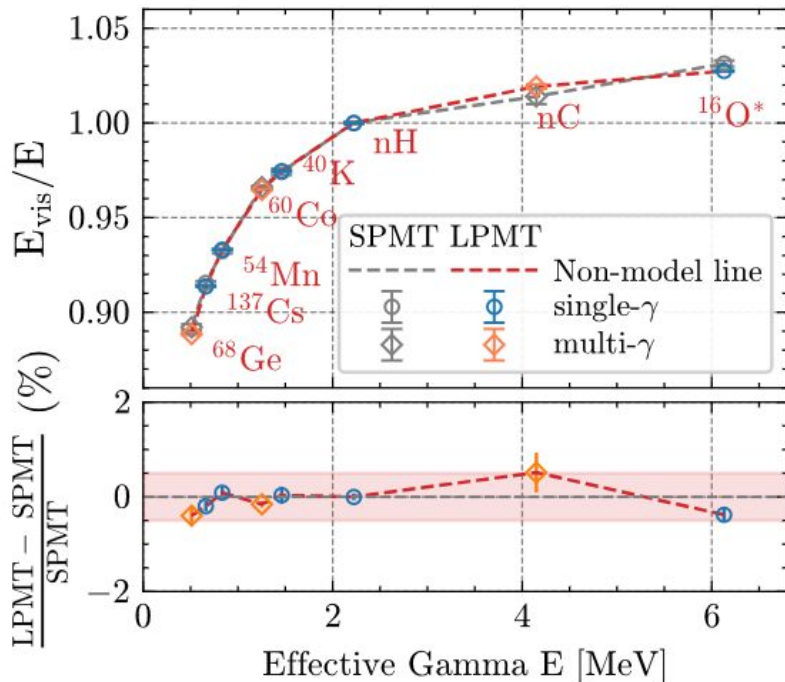 1.05
1.00
0.95
0.90
E_vis/E
¹⁶O*
nC
nH
⁴⁰K
⁶⁰Co
⁵⁴Mn
¹³⁷Cs
⁶⁸Ge
SPMT LPMT
Non-model line
single-γ
multi-γ
LPMT − SPMT
SPMT
(%)
2
0
−2
0 2 4 6
Effective Gamma E [MeV]